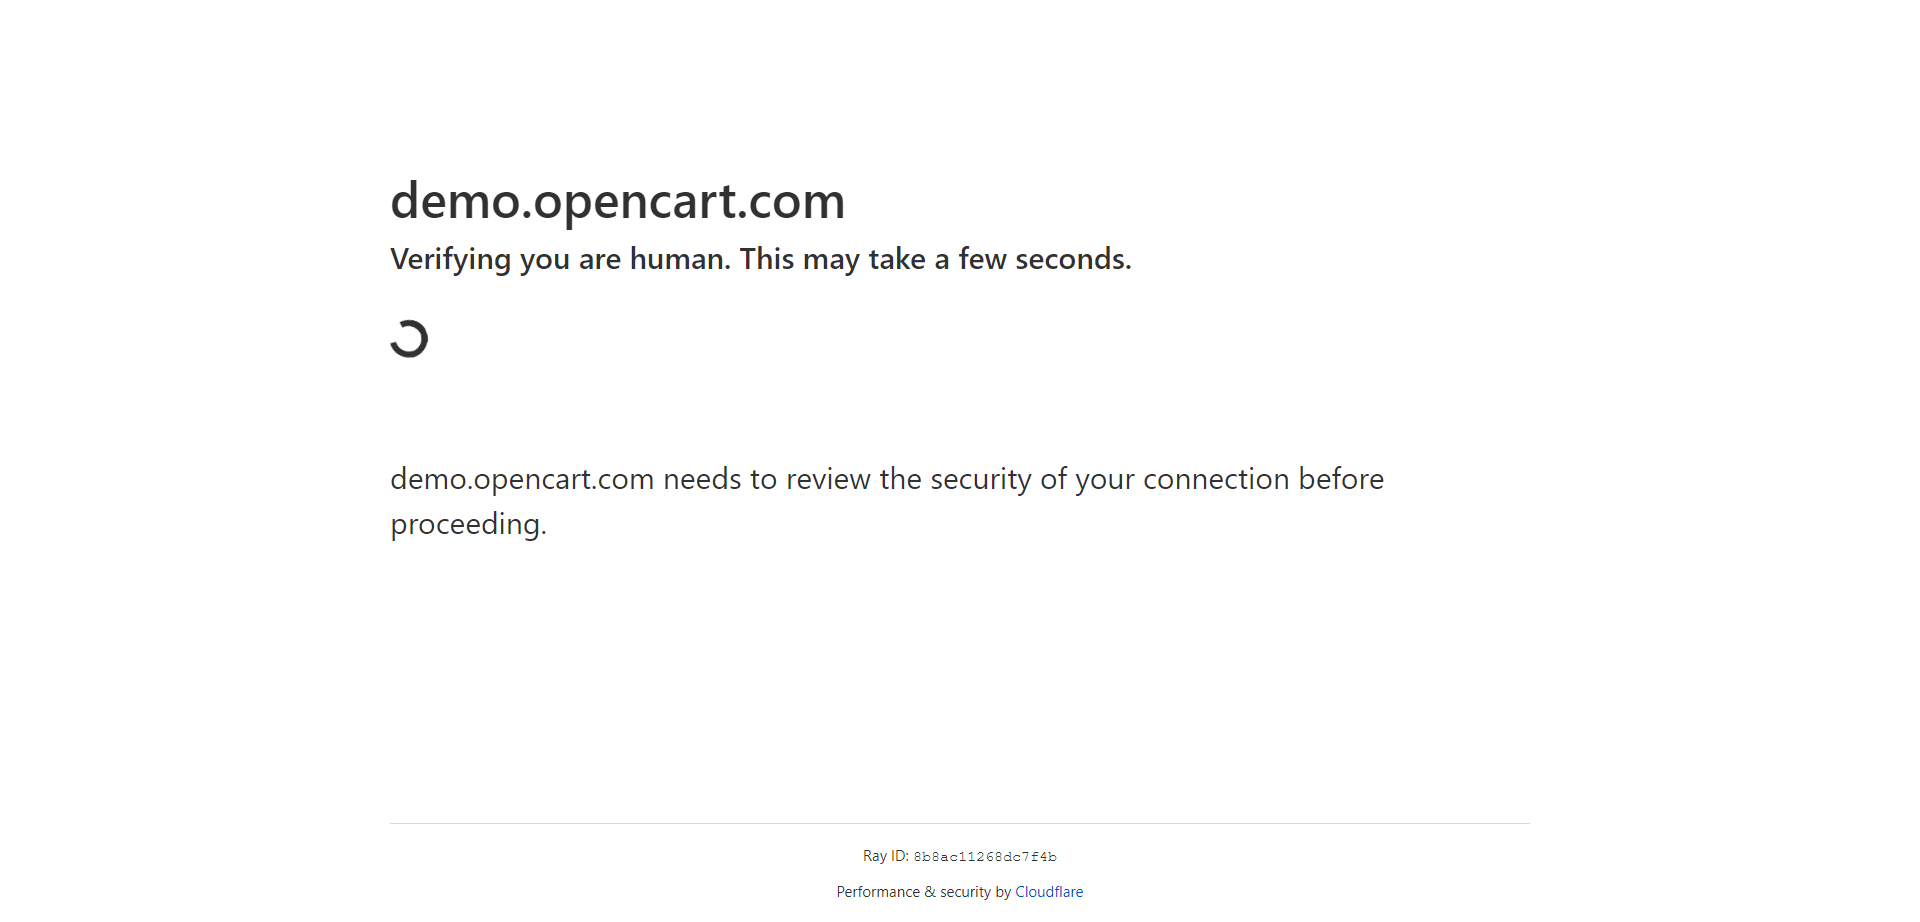 demo.opencart.com
Verifying you are human. This may take a few seconds.
demo.opencart.com needs to review the security of your connection before
proceeding.
Ray ID: 8b8ac11268dc7f4b
Performance & security by Cloudflare